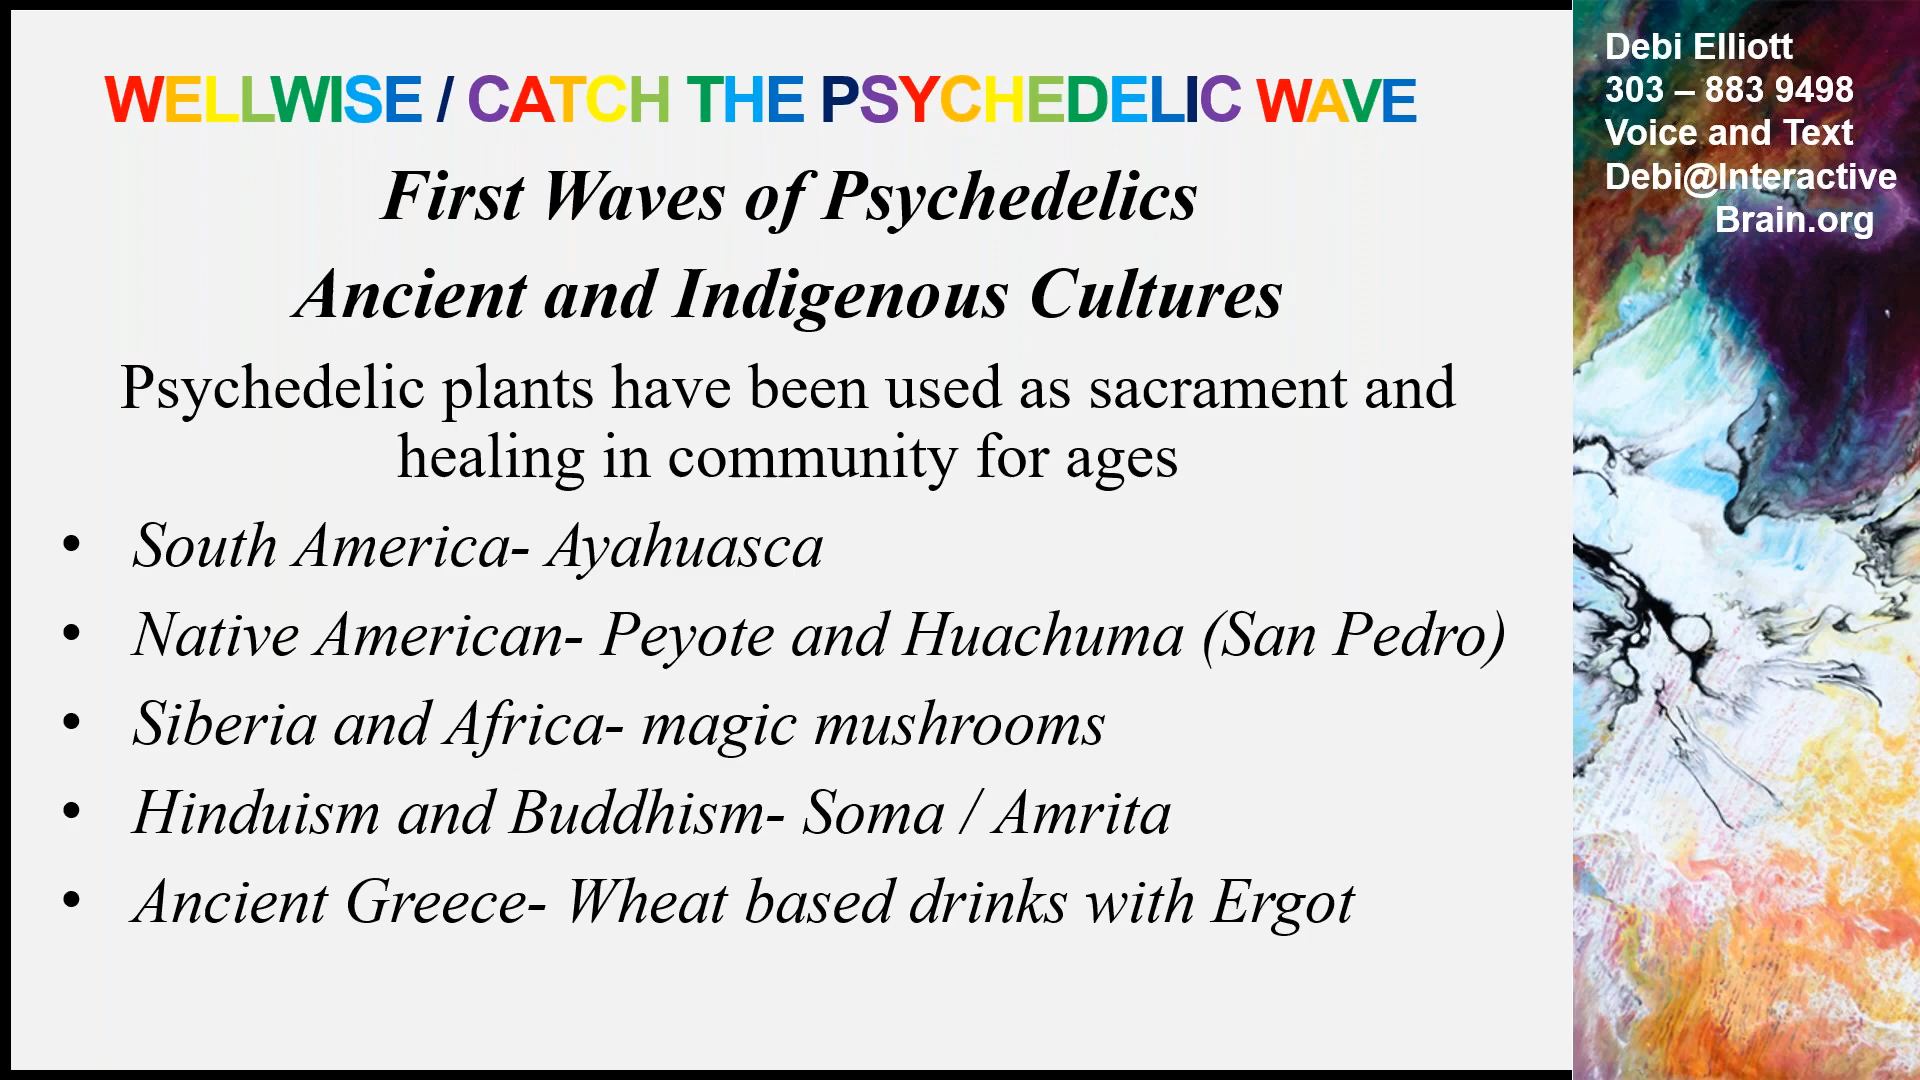 WELLWISE / CATCH THE PSYCHEDELIC WAVE
First Waves of Psychedelics
Ancient and Indigenous Cultures
Psychedelic plants have been used as sacrament and
healing in community for ages
• South America- Ayahuasca
• Native American- Peyote and Huachuma (San Pedro)
• Siberia and Africa- magic mushrooms
• Hinduism and Buddhism- Soma / Amrita
• Ancient Greece- Wheat based drinks with Ergot
Debi Elliott
303 – 883 9498
Voice and Text
Debi@Interactive
Brain.org